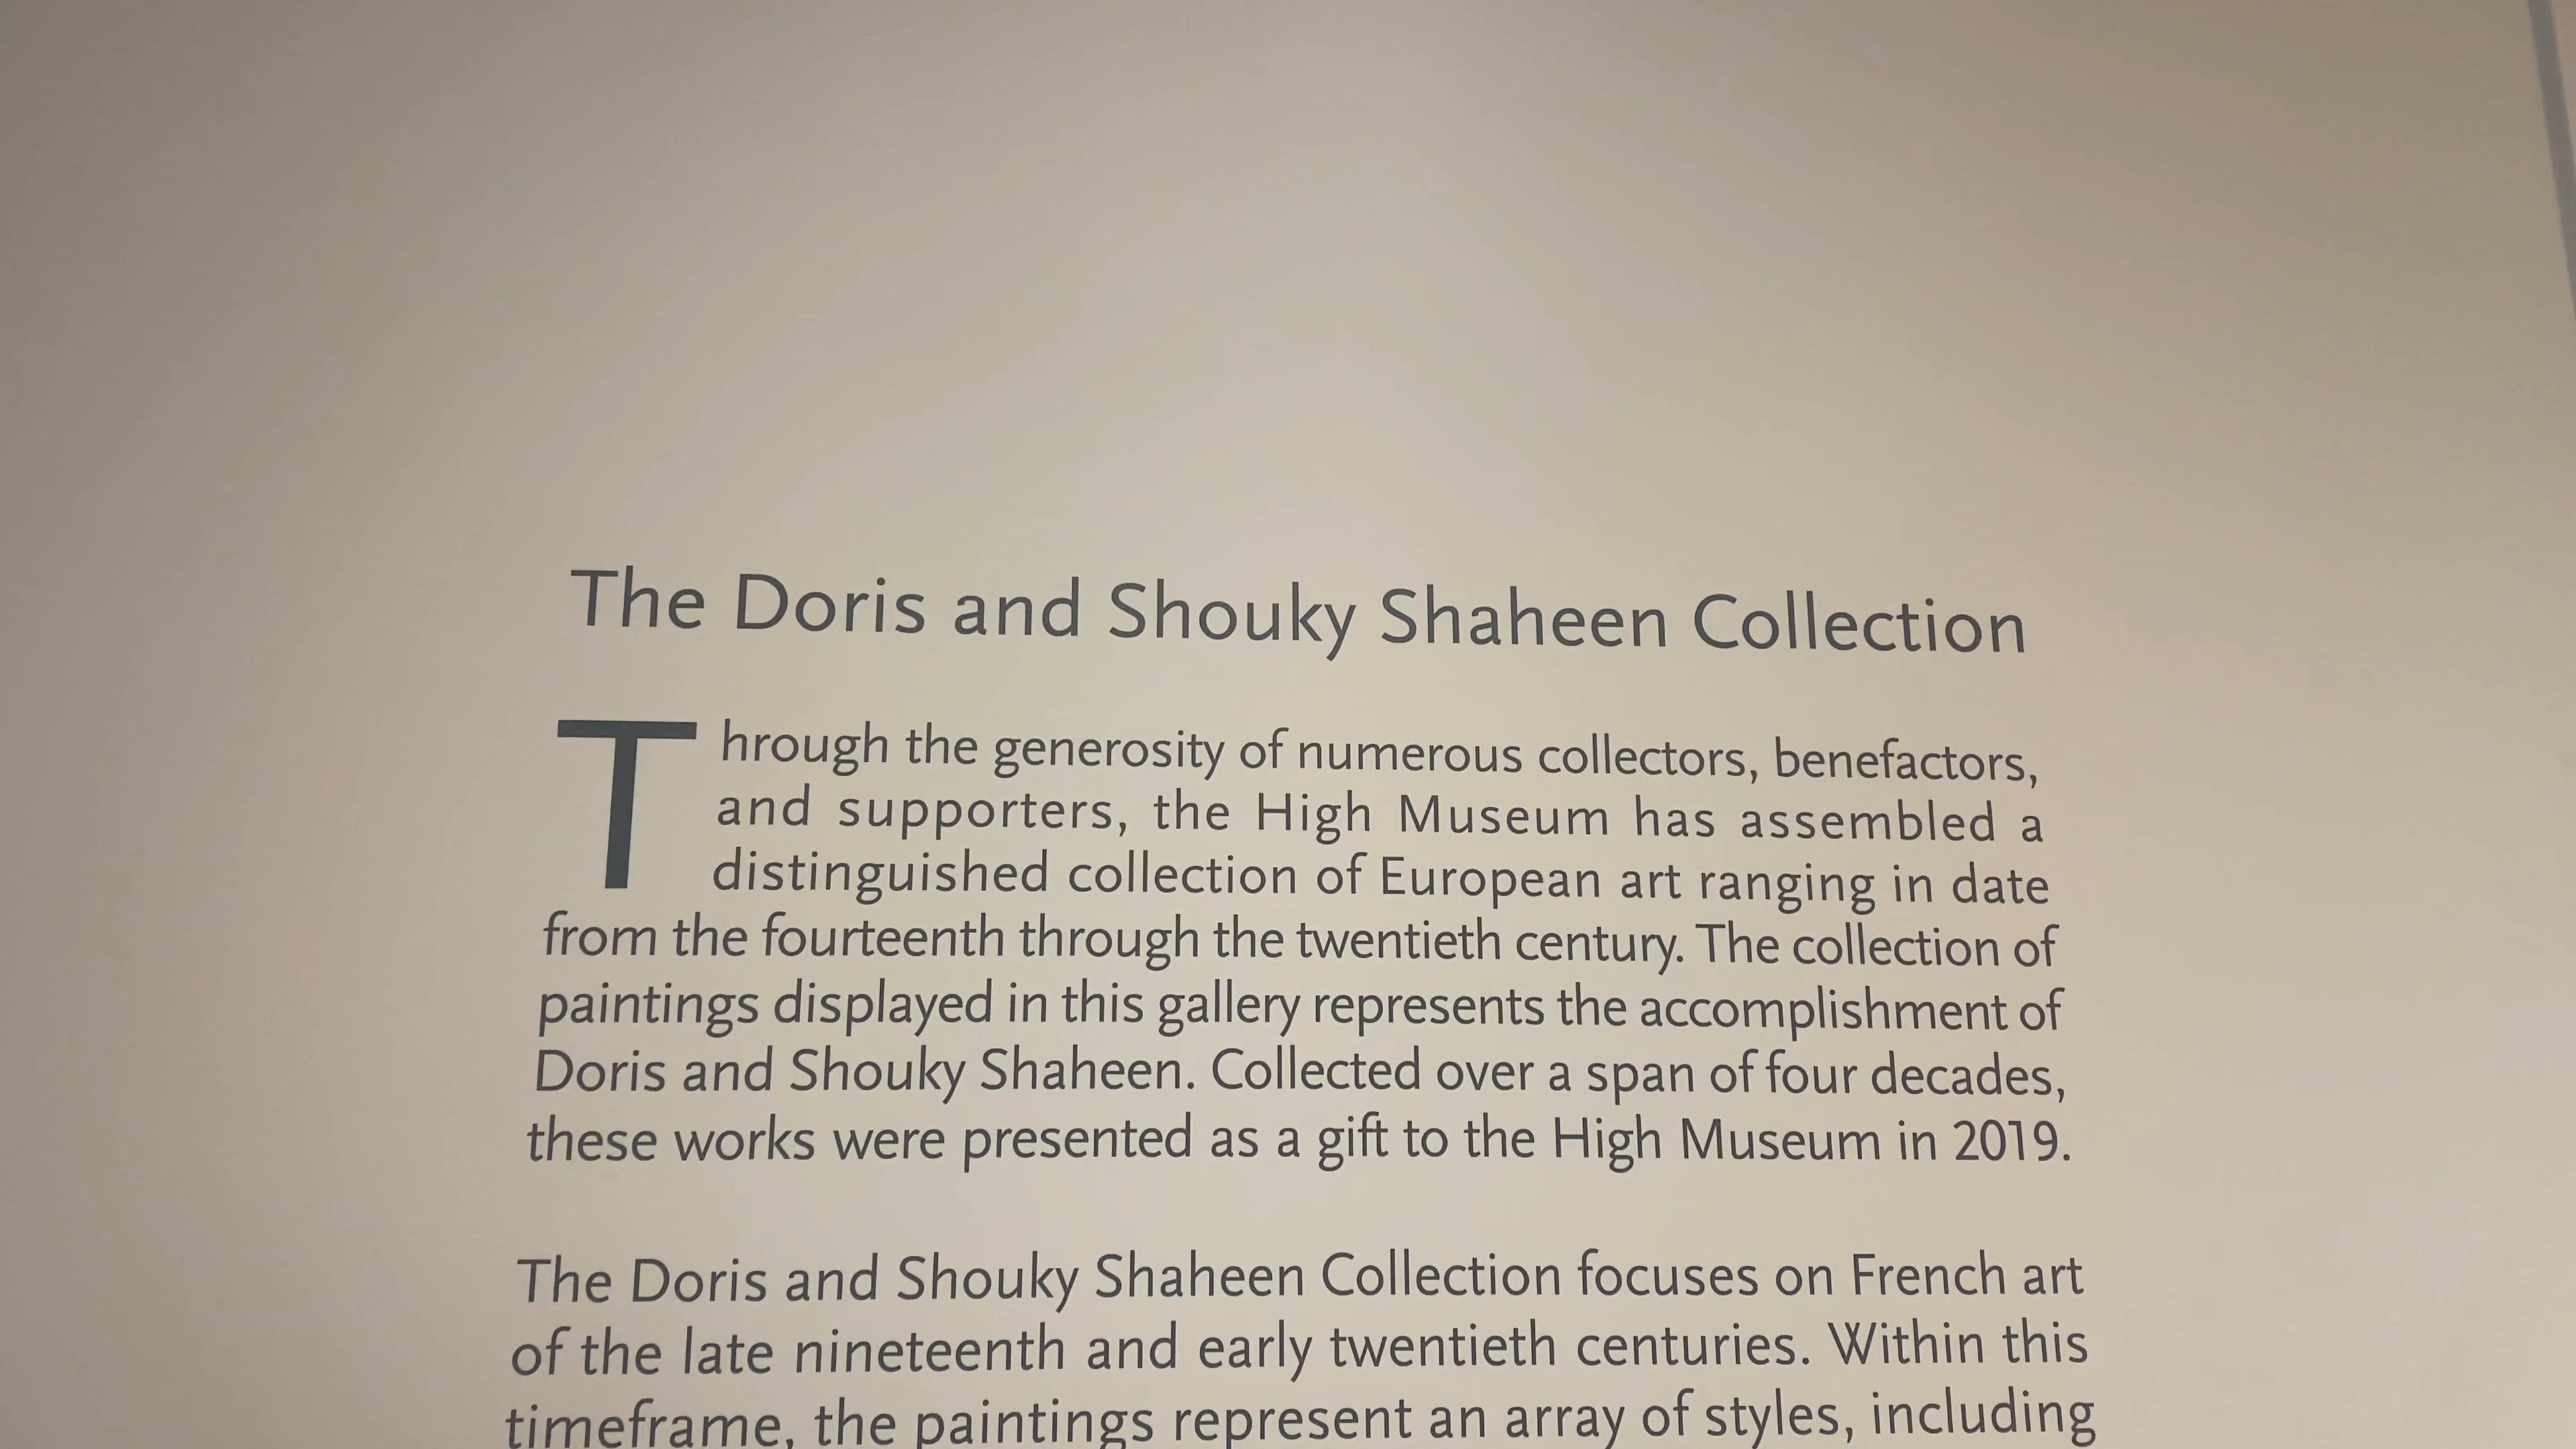 The Doris and Shouky Shaheen Collection
Through the generosity of numerous collectors, benefactors,
and supporters, the High Museum has assembled a
distinguished collection of European art ranging in date
from the fourteenth through the twentieth century. The collection of
paintings displayed in this gallery represents the accomplishment of
Doris and Shouky Shaheen. Collected over a span of four decades,
these works were presented as a gift to the High Museum in 2019.
The Doris and Shouky Shaheen Collection focuses on French art
of the late nineteenth and early twentieth centuries. Within this
timeframe, the paintings represent an array of styles, including